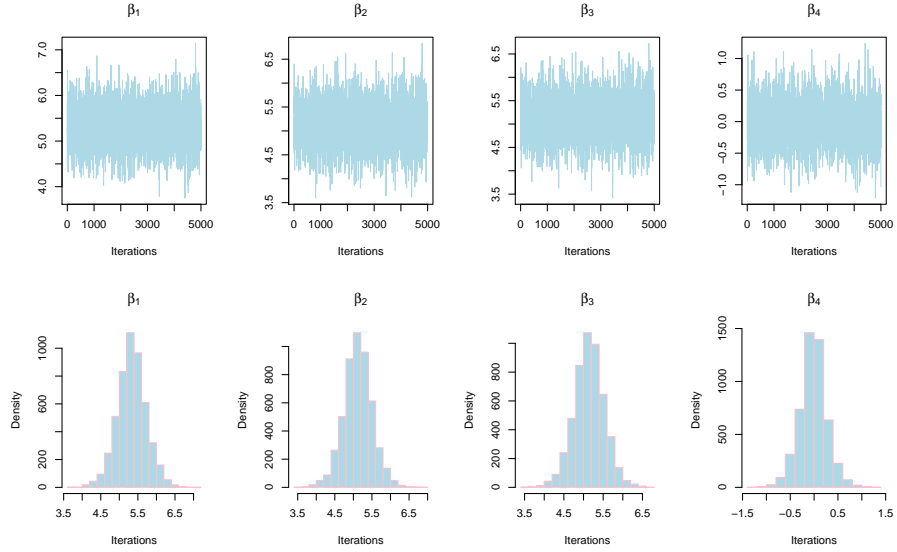 β1
β2
β3
β4
7.0
6.0
5.0
4.0
6.5
5.5
4.5
3.5
6.5
5.5
4.5
3.5
1.0
0.5
0.0
−0.5
−1.0
0 1000 3000 5000
0 1000 3000 5000
0 1000 3000 5000
0 1000 3000 5000
Iterations
Iterations
Iterations
Iterations
β1
β2
β3
β4
Density
1000
600
200
0
Density
800
600
400
200
0
Density
800
600
400
200
0
Density
1500
1000
500
0
3.5 4.5 5.5 6.5
3.5 4.5 5.5 6.5
3.5 4.5 5.5 6.5
−1.5 −0.5 0.5 1.5
Iterations
Iterations
Iterations
Iterations